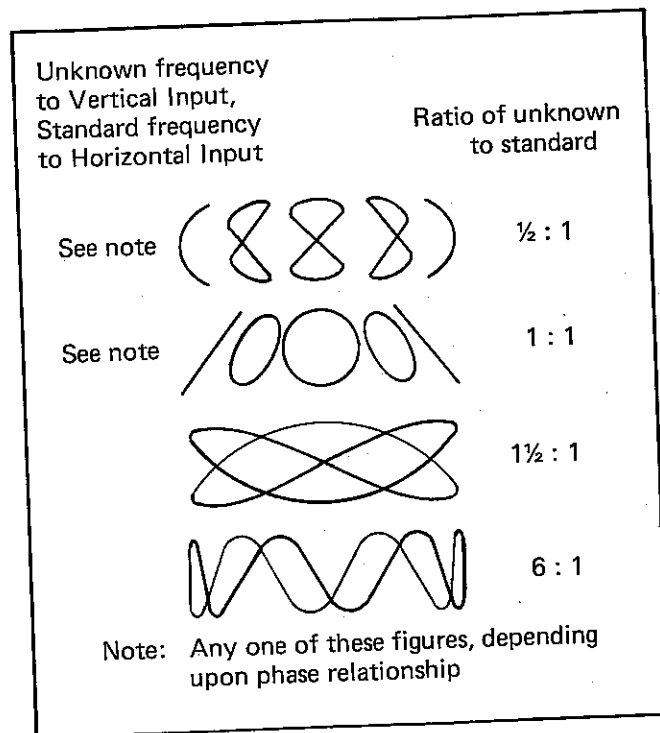 Unknown frequency
to Vertical Input,
Standard frequency
to Horizontal Input
Ratio of unknown
to standard
See note
½ : 1
See note
1 : 1
1½ : 1
6 : 1
Note: Any one of these figures, depending
upon phase relationship